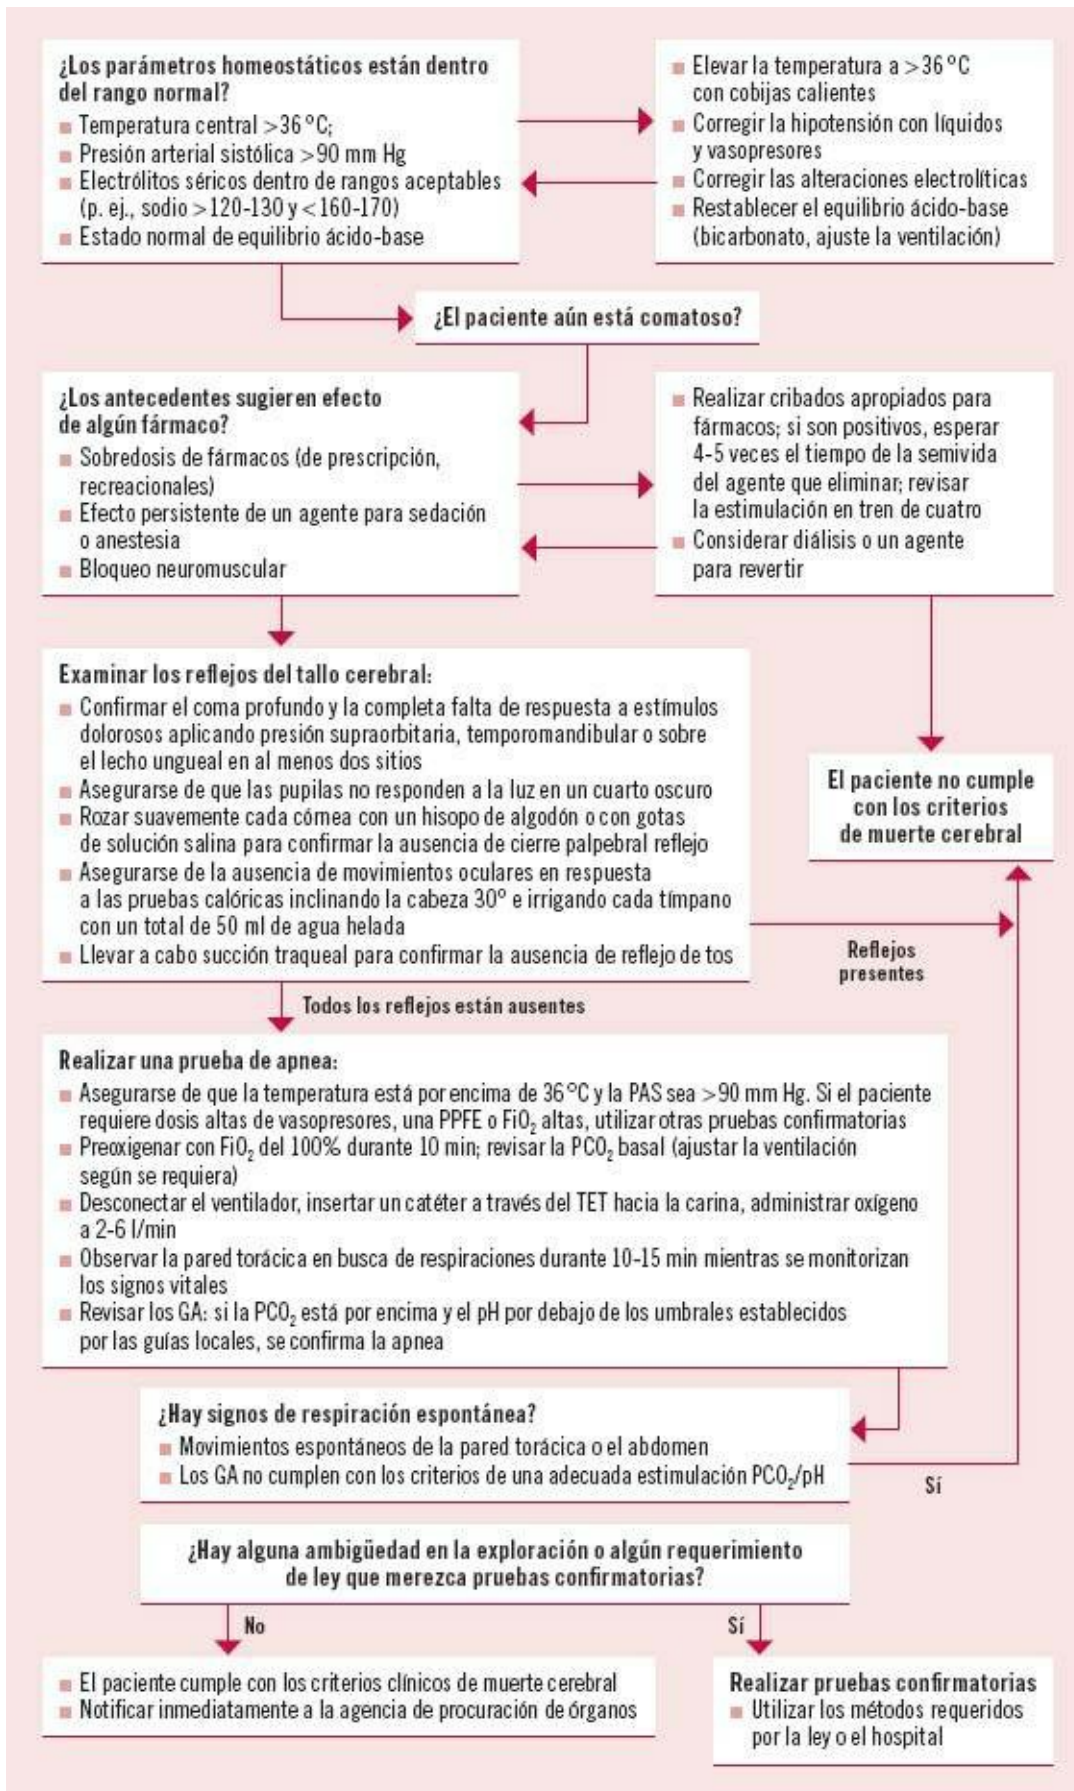 ¿Los parámetros homeostáticos están dentro
del rango normal?
■ Temperatura central >36 °C;
■ Presión arterial sistólica >90 mm Hg
■ Electrólitos séricos dentro de rangos aceptables
(p. ej., sodio >120-130 y <160-170)
■ Estado normal de equilibrio ácido-base
■ Elevar la temperatura a >36 °C
con cobijas calientes
■ Corregir la hipotensión con líquidos
y vasopresores
■ Corregir las alteraciones electrolíticas
■ Restablecer el equilibrio ácido-base
(bicarbonato, ajuste la ventilación)
¿El paciente aún está comatoso?
¿Los antecedentes sugieren efecto
de algún fármaco?
■ Sobredosis de fármacos (de prescripción,
recreacionales)
■ Efecto persistente de un agente para sedación
o anestesia
■ Bloqueo neuromuscular
■ Realizar cribados apropiados para
fármacos; si son positivos, esperar
4-5 veces el tiempo de la semivida
del agente que eliminar; revisar
la estimulación en tren de cuatro
■ Considerar diálisis o un agente
para revertir
Examinar los reflejos del tallo cerebral:
■ Confirmar el coma profundo y la completa falta de respuesta a estímulos
dolorosos aplicando presión supraorbitaria, temporomandibular o sobre
el lecho ungueal en al menos dos sitios
■ Asegurarse de que las pupilas no responden a la luz en un cuarto oscuro
■ Rozar suavemente cada córnea con un hisopo de algodón o con gotas
de solución salina para confirmar la ausencia de cierre palpebral reflejo
■ Asegurarse de la ausencia de movimientos oculares en respuesta
a las pruebas calóricas inclinando la cabeza 30° e irrigando cada tímpano
con un total de 50 ml de agua helada
■ Llevar a cabo succión traqueal para confirmar la ausencia de reflejo de tos
El paciente no cumple
con los criterios
de muerte cerebral
Reflejos
presentes
Todos los reflejos están ausentes
Realizar una prueba de apnea:
■ Asegurarse de que la temperatura está por encima de 36 °C y la PAS sea >90 mm Hg. Si el paciente
requiere dosis altas de vasopresores, una PPFE o FiO₂ altas, utilizar otras pruebas confirmatorias
■ Preoxigenar con FiO₂ del 100% durante 10 min; revisar la PCO₂ basal (ajustar la ventilación
según se requiera)
■ Desconectar el ventilador, insertar un catéter a través del TET hacia la carina, administrar oxígeno
a 2-6 l/min
■ Observar la pared torácica en busca de respiraciones durante 10-15 min mientras se monitorizan
los signos vitales
■ Revisar los GA: si la PCO₂ está por encima y el pH por debajo de los umbrales establecidos
por las guías locales, se confirma la apnea
¿Hay signos de respiración espontánea?
■ Movimientos espontáneos de la pared torácica o el abdomen
■ Los GA no cumplen con los criterios de una adecuada estimulación PCO₂/pH
Sí
¿Hay alguna ambigüedad en la exploración o algún requerimiento
de ley que merezca pruebas confirmatorias?
No
Sí
■ El paciente cumple con los criterios clínicos de muerte cerebral
■ Notificar inmediatamente a la agencia de procuración de órganos
Realizar pruebas confirmatorias
■ Utilizar los métodos requeridos
por la ley o el hospital